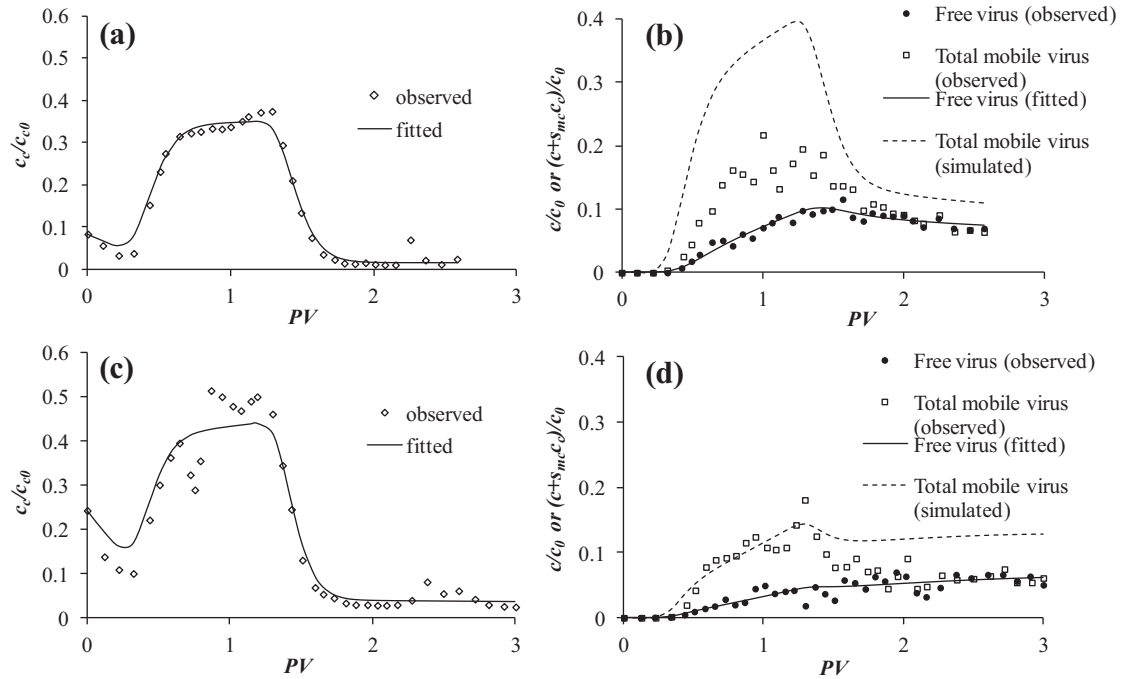 (a)
0.6
0.5
0.4
0.3
0.2
0.1
0
c_c/c_c0
observed
fitted
0 1 2 3
PV
(b)
0.4
0.3
0.2
0.1
0
c/c_0 or (c+s_mc c_c)/c_0
Free virus (observed)
Total mobile virus
(observed)
Free virus (fitted)
Total mobile virus
(simulated)
0 1 2 3
PV
(c)
0.6
0.5
0.4
0.3
0.2
0.1
0
c_c/c_c0
observed
fitted
0 1 2 3
PV
(d)
0.4
0.3
0.2
0.1
0
c/c_0 or (c+s_mc c_c)/c_0
Free virus (observed)
Total mobile virus
(observed)
Free virus (fitted)
Total mobile virus
(simulated)
0 1 2 3
PV